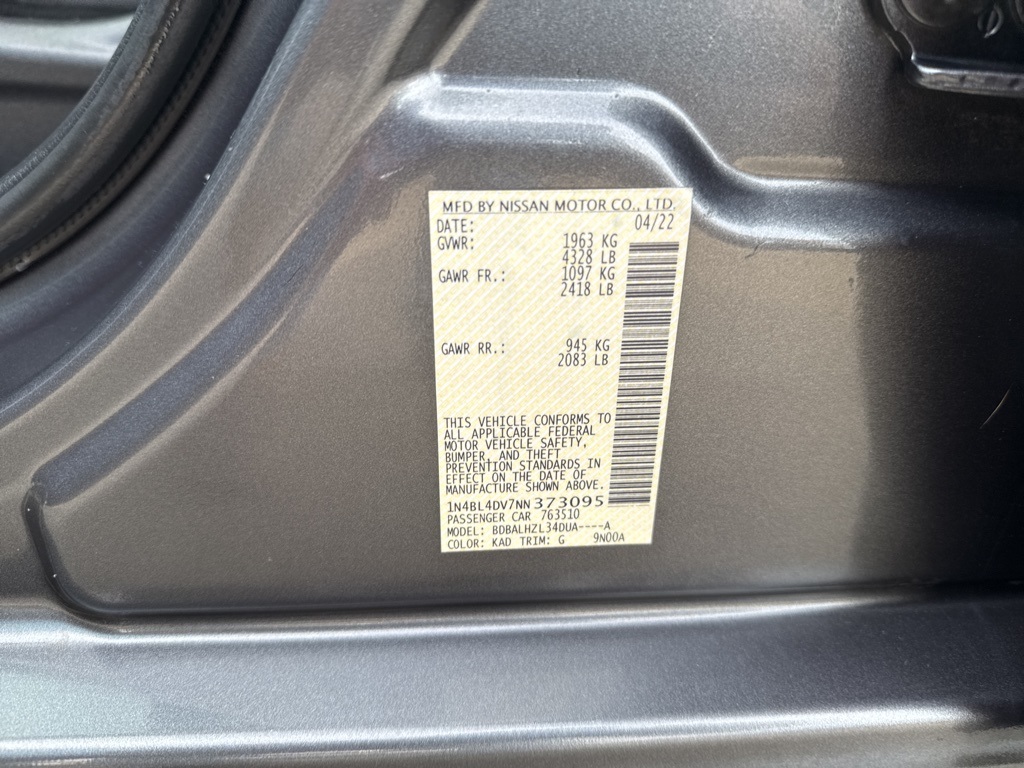 MFD BY NISSAN MOTOR CO., LTD.
DATE: 04/22
GVWR: 1963 KG
4328 LB
GAWR FR.: 1097 KG
2418 LB
GAWR RR.: 945 KG
2083 LB
THIS VEHICLE CONFORMS TO
ALL APPLICABLE FEDERAL
MOTOR VEHICLE SAFETY,
BUMPER, AND THEFT
PREVENTION STANDARDS IN
EFFECT ON THE DATE OF
MANUFACTURE SHOWN ABOVE.
1N4BL4DV7NN373095
PASSENGER CAR 763510
MODEL: BDBALHZL34DUA----A
COLOR: KAD TRIM: G 9N00A